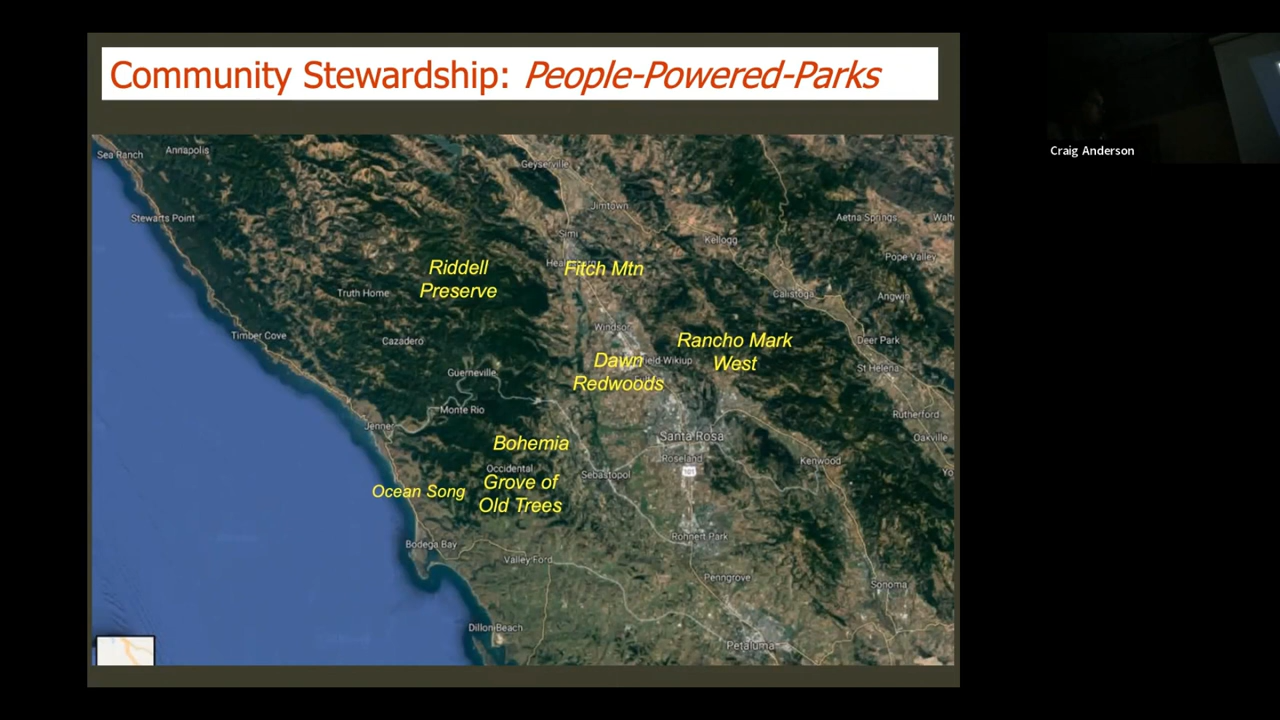 Community Stewardship: People-Powered-Parks
Craig Anderson
Sea Ranch
Annapolis
Geyserville
Jimtown
Stewarts Point
Aetna Springs
Simi
Kellogg
Pope Valley
Riddell
Preserve
Fitch Mtn
Truth Home
Calistoga
Angwin
Timber Cove
Windsor
Cazadero
Rancho Mark
West
Deer Park
Dawn
Redwoods
St Helena
Guerneville
Monte Rio
Rutherford
Jenner
Santa Rosa
Oakville
Bohemia
Roseland
Kenwood
Occidental
Sebastopol
101
Ocean Song
Grove of
Old Trees
Rohnert Park
Bodega Bay
Valley Ford
Penngrove
Sonoma
Dillon Beach
Petaluma